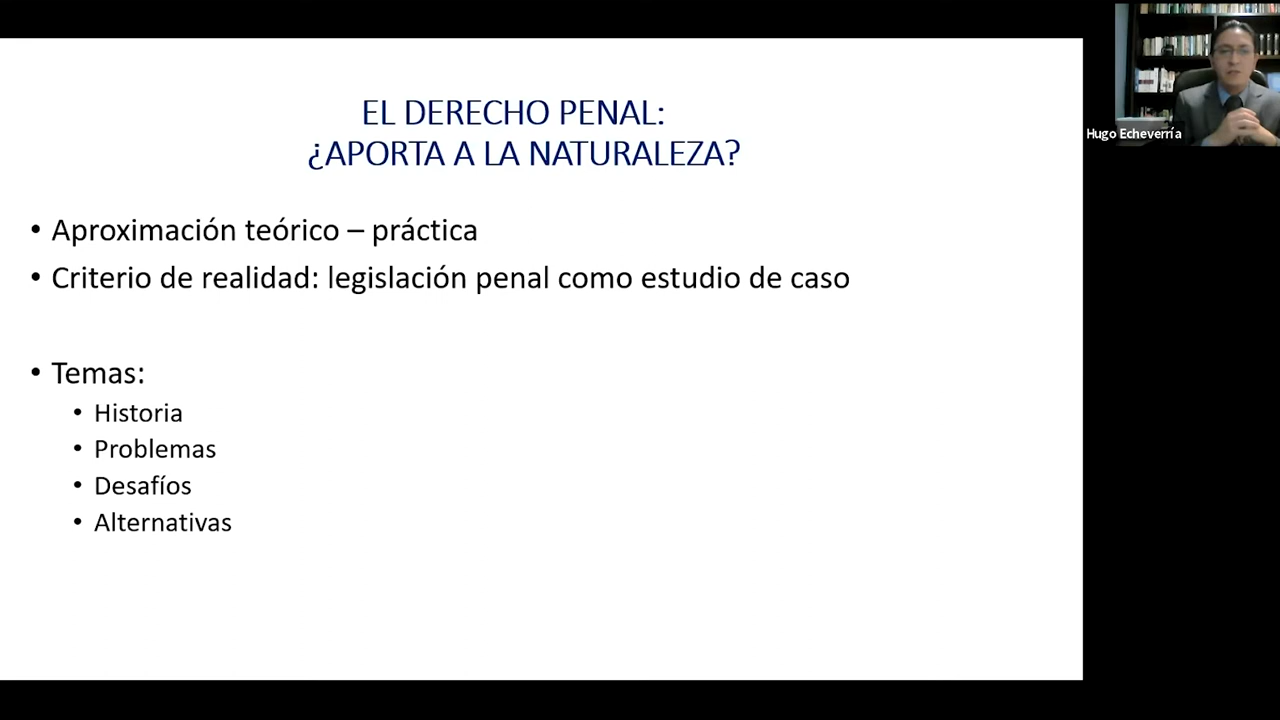 EL DERECHO PENAL:
¿APORTA A LA NATURALEZA?
• Aproximación teórico – práctica
• Criterio de realidad: legislación penal como estudio de caso
• Temas:
• Historia
• Problemas
• Desafíos
• Alternativas
Hugo Echeverría